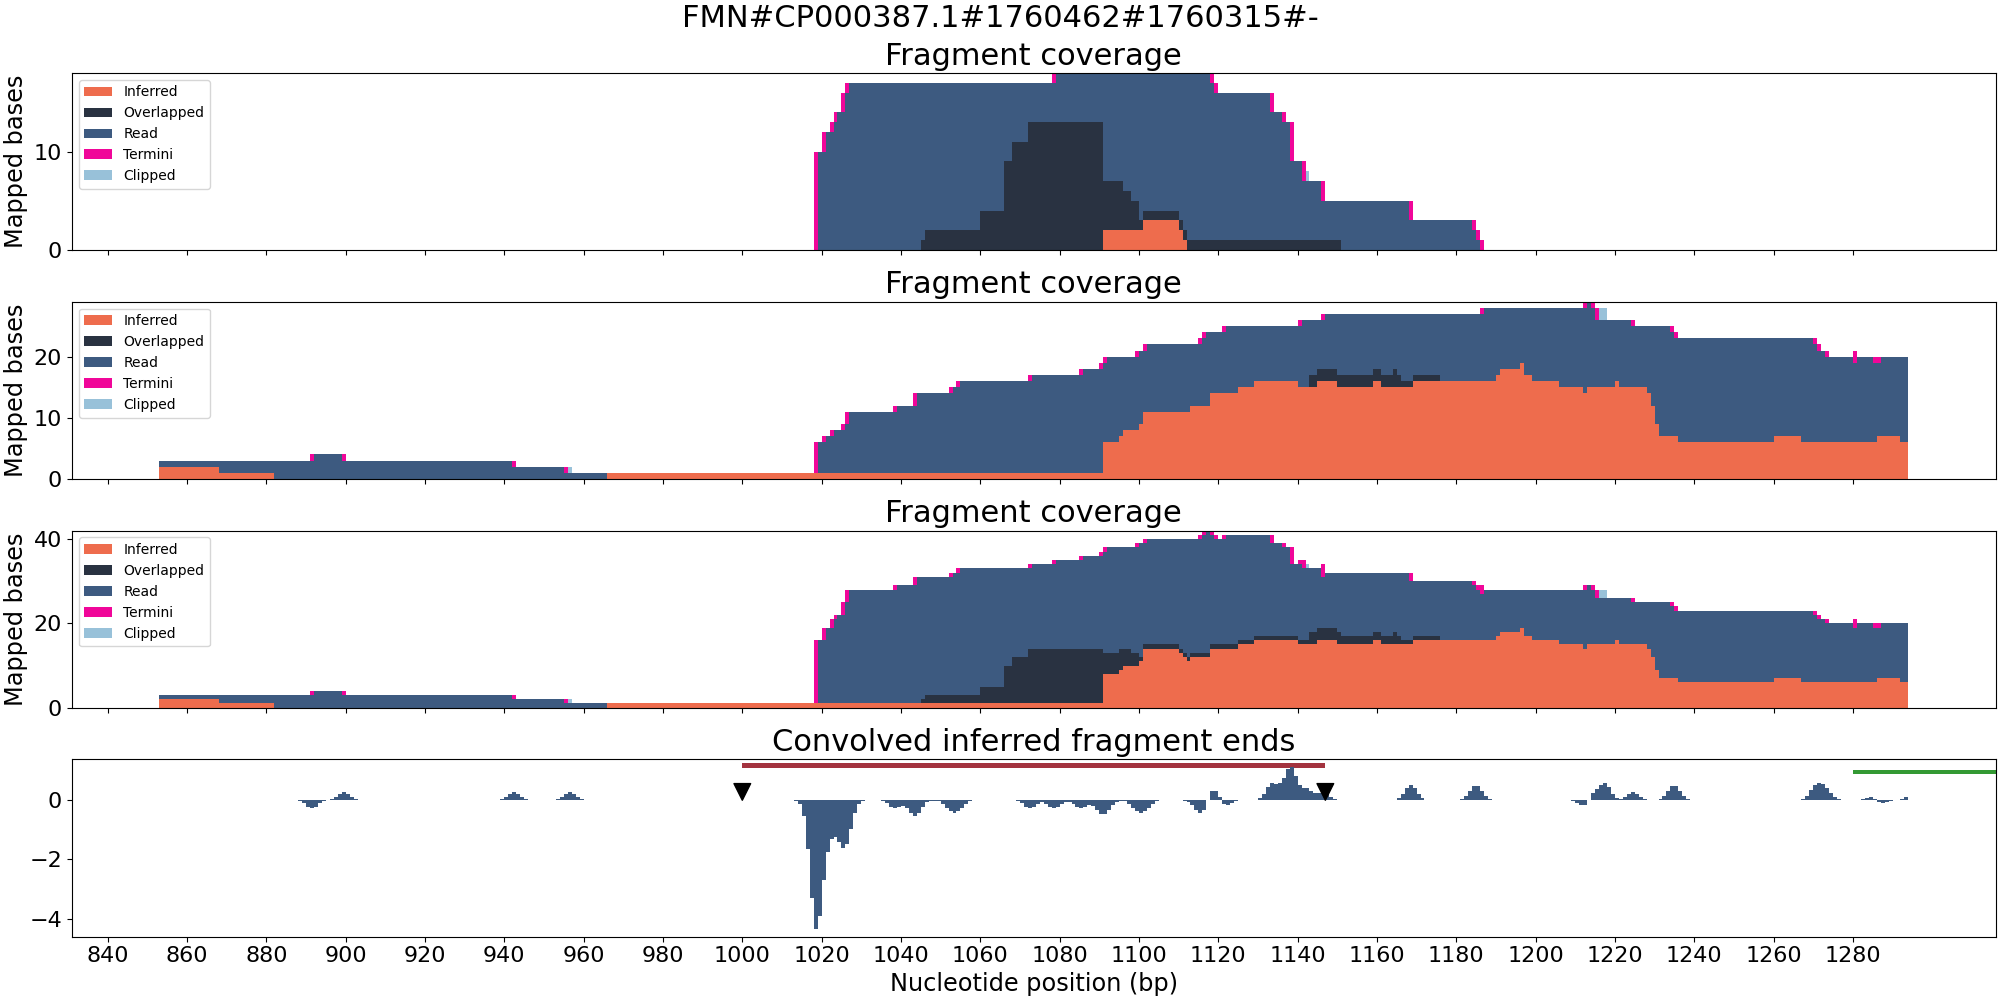 FMN#CP000387.1#1760462#1760315#-
Fragment coverage
Mapped bases
10
0
Inferred
Overlapped
Read
Termini
Clipped
Fragment coverage
Mapped bases
20
10
0
Inferred
Overlapped
Read
Termini
Clipped
Fragment coverage
Mapped bases
40
20
0
Inferred
Overlapped
Read
Termini
Clipped
Convolved inferred fragment ends
0
−2
−4
840 860 880 900 920 940 960 980 1000 1020 1040 1060 1080 1100 1120 1140 1160 1180 1200 1220 1240 1260 1280
Nucleotide position (bp)